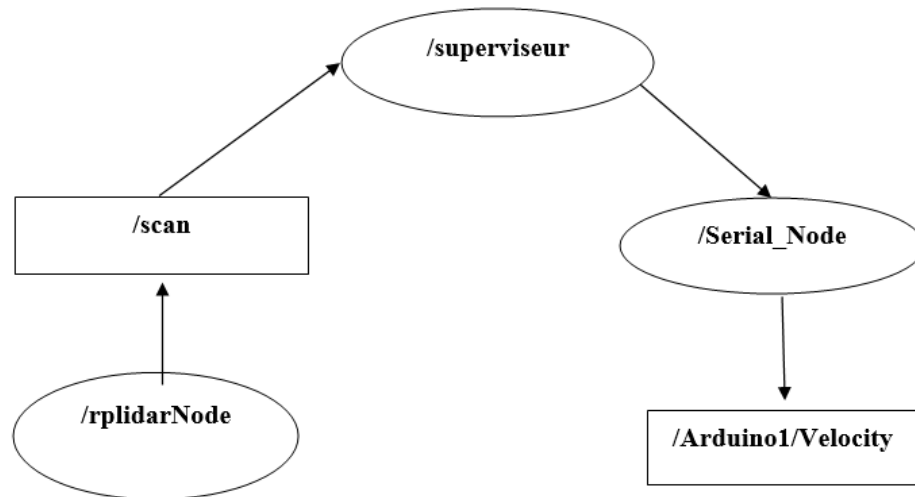 /superviseur
/scan
/Serial_Node
/rplidarNode
/Arduino1/Velocity